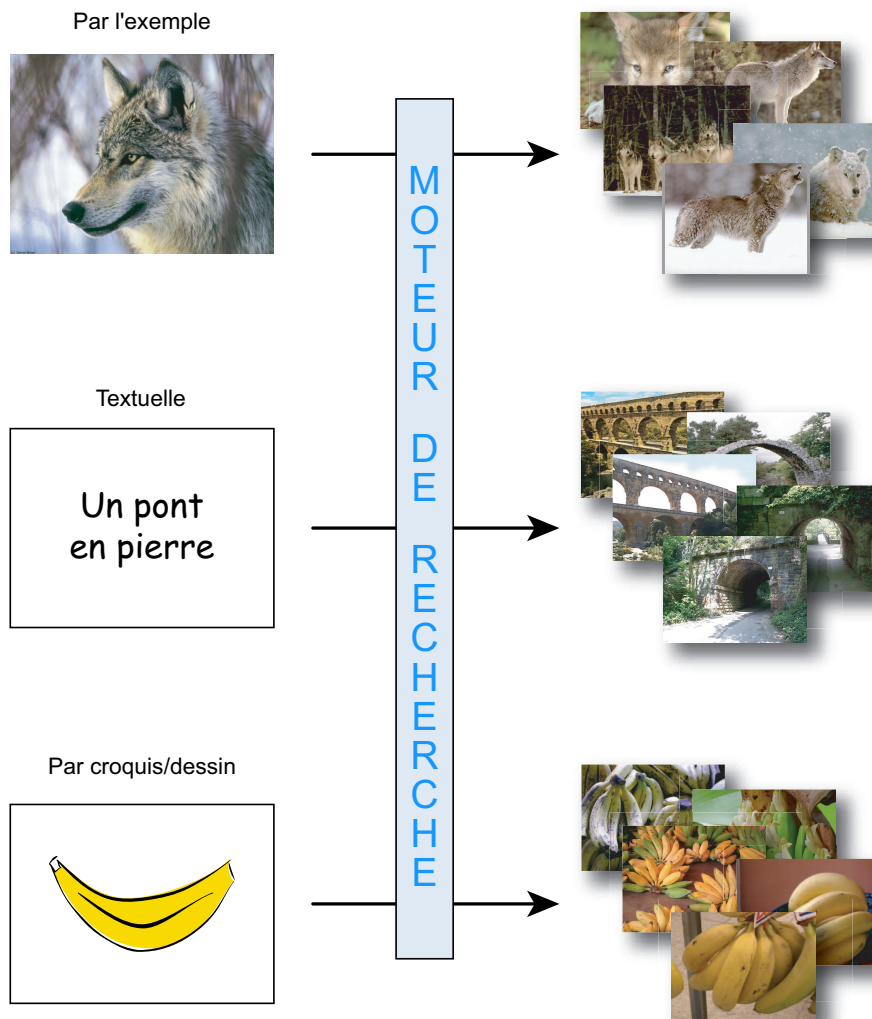 Par l'exemple
MOTEUR DE RECHERCHE
Textuelle
Un pont
en pierre
Par croquis/dessin